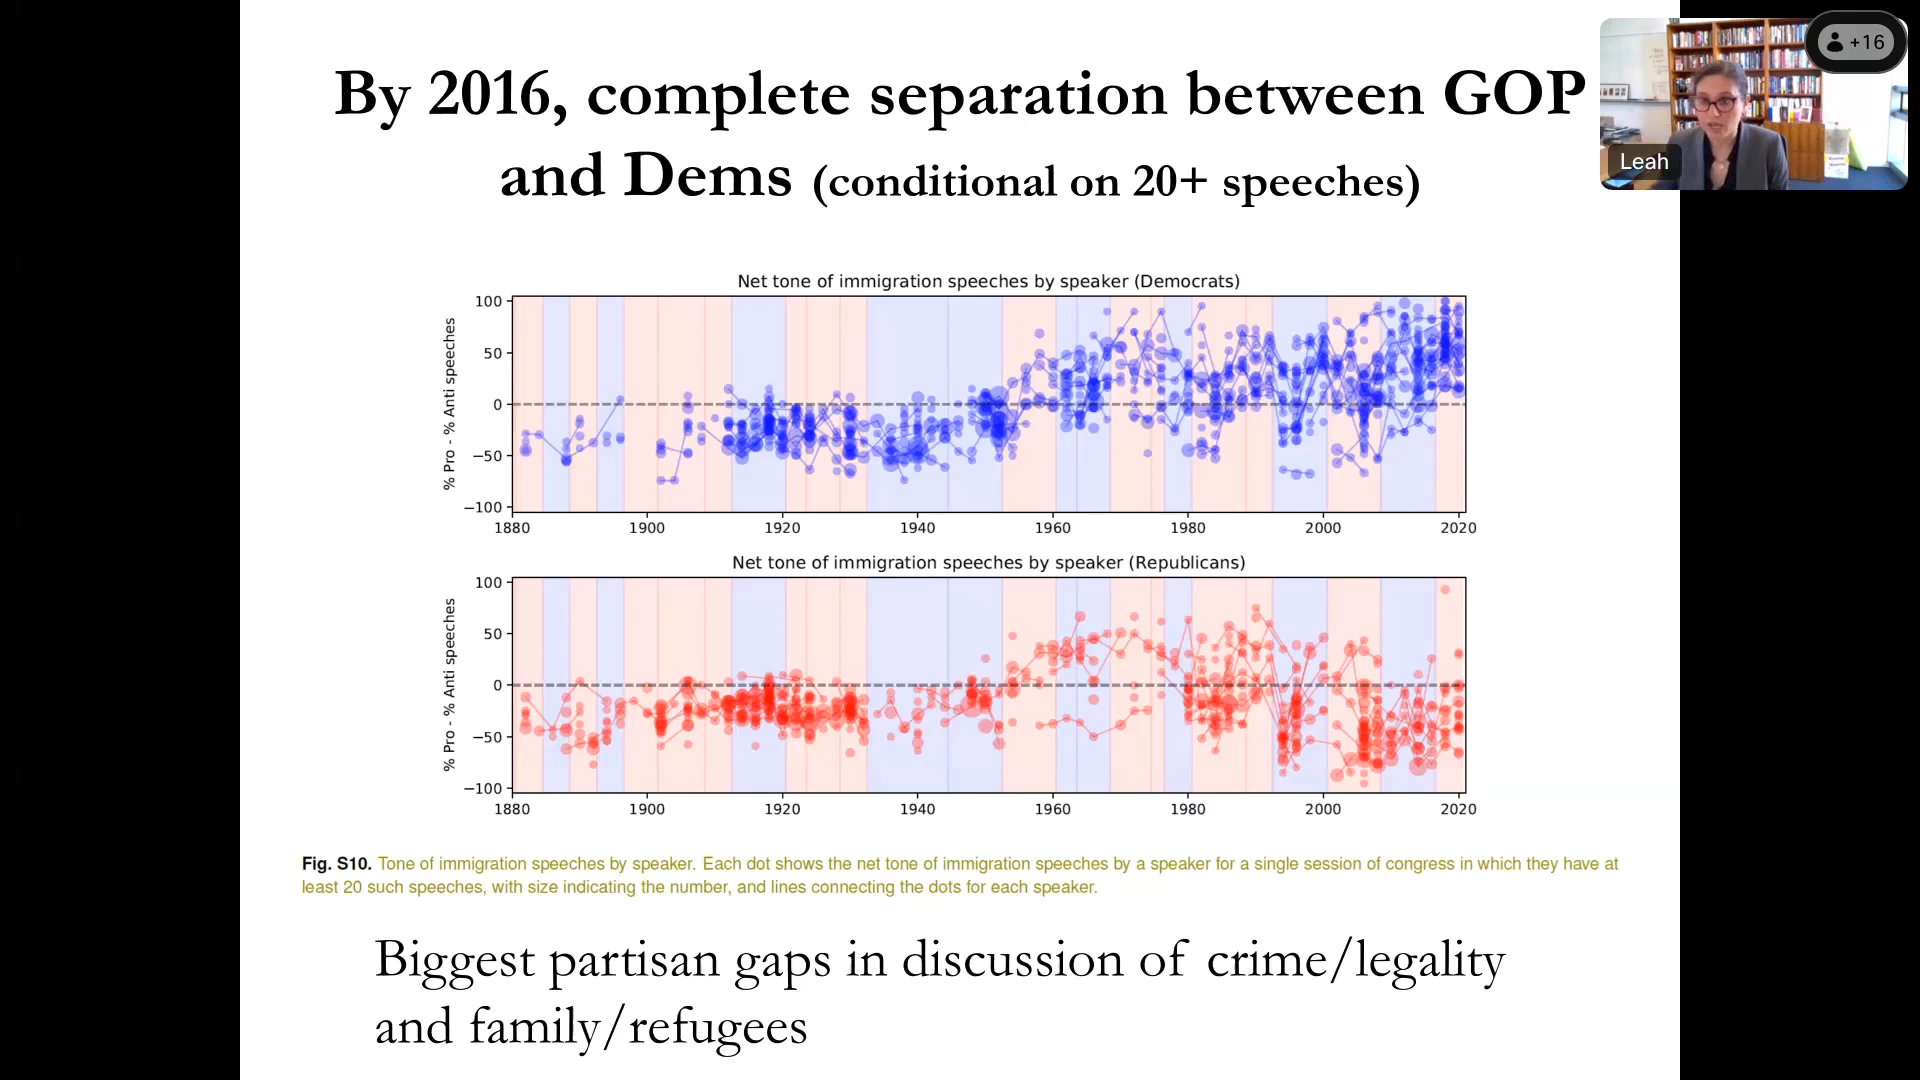 By 2016, complete separation between GOP
and Dems (conditional on 20+ speeches)
+16
Leah
Net tone of immigration speeches by speaker (Democrats)
% Pro - % Anti speeches
100
50
0
−50
−100
1880 1900 1920 1940 1960 1980 2000 2020
Net tone of immigration speeches by speaker (Republicans)
% Pro - % Anti speeches
100
50
0
−50
−100
1880 1900 1920 1940 1960 1980 2000 2020
Fig. S10. Tone of immigration speeches by speaker. Each dot shows the net tone of immigration speeches by a speaker for a single session of congress in which they have at
least 20 such speeches, with size indicating the number, and lines connecting the dots for each speaker.
Biggest partisan gaps in discussion of crime/legality
and family/refugees